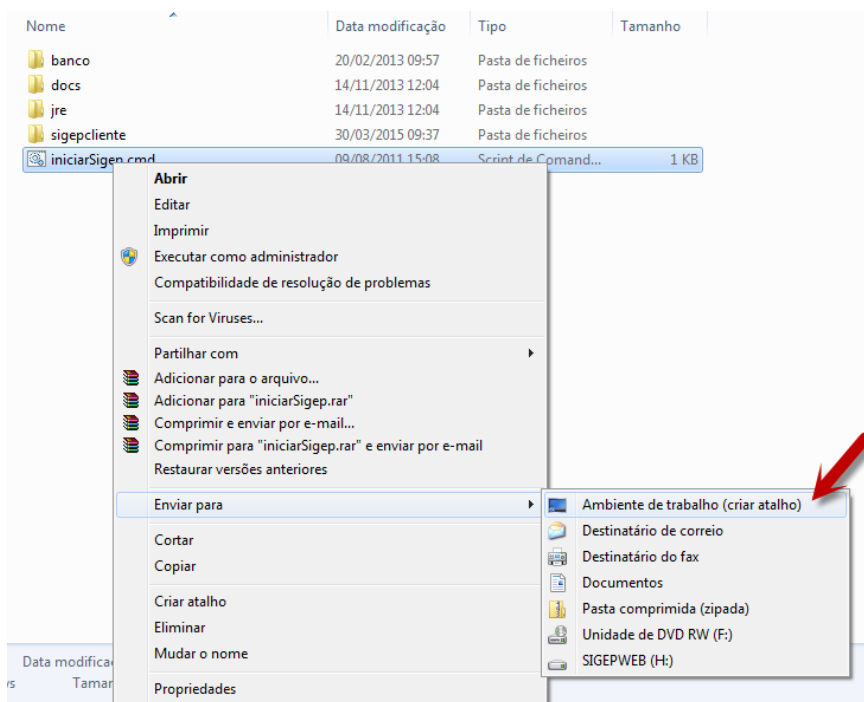 Nome Data modificação Tipo Tamanho
banco 20/02/2013 09:57 Pasta de ficheiros
docs 14/11/2013 12:04 Pasta de ficheiros
jre 14/11/2013 12:04 Pasta de ficheiros
sigepcliente 30/03/2015 09:37 Pasta de ficheiros
iniciarSigep.cmd 09/08/2011 15:08 Script de Comand... 1 KB
Abrir
Editar
Imprimir
Executar como administrador
Compatibilidade de resolução de problemas
Scan for Viruses...
Partilhar com
Adicionar para o arquivo...
Adicionar para "iniciarSigep.rar"
Comprimir e enviar por e-mail...
Comprimir para "iniciarSigep.rar" e enviar por e-mail
Restaurar versões anteriores
Enviar para
Ambiente de trabalho (criar atalho)
Destinatário de correio
Destinatário do fax
Documentos
Pasta comprimida (zipada)
Unidade de DVD RW (F:)
SIGEPWEB (H:)
Cortar
Copiar
Criar atalho
Eliminar
Mudar o nome
Propriedades
Data modifica
Tamar